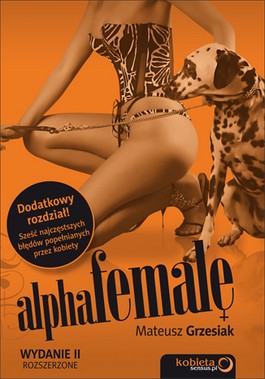 Dodatkowy
rozdział!
Sześć najczęstszych
błędów popełnianych
przez kobiety
alphafemale
Mateusz Grzesiak
WYDANIE II
ROZSZERZONE
kobieta
sensus.pl